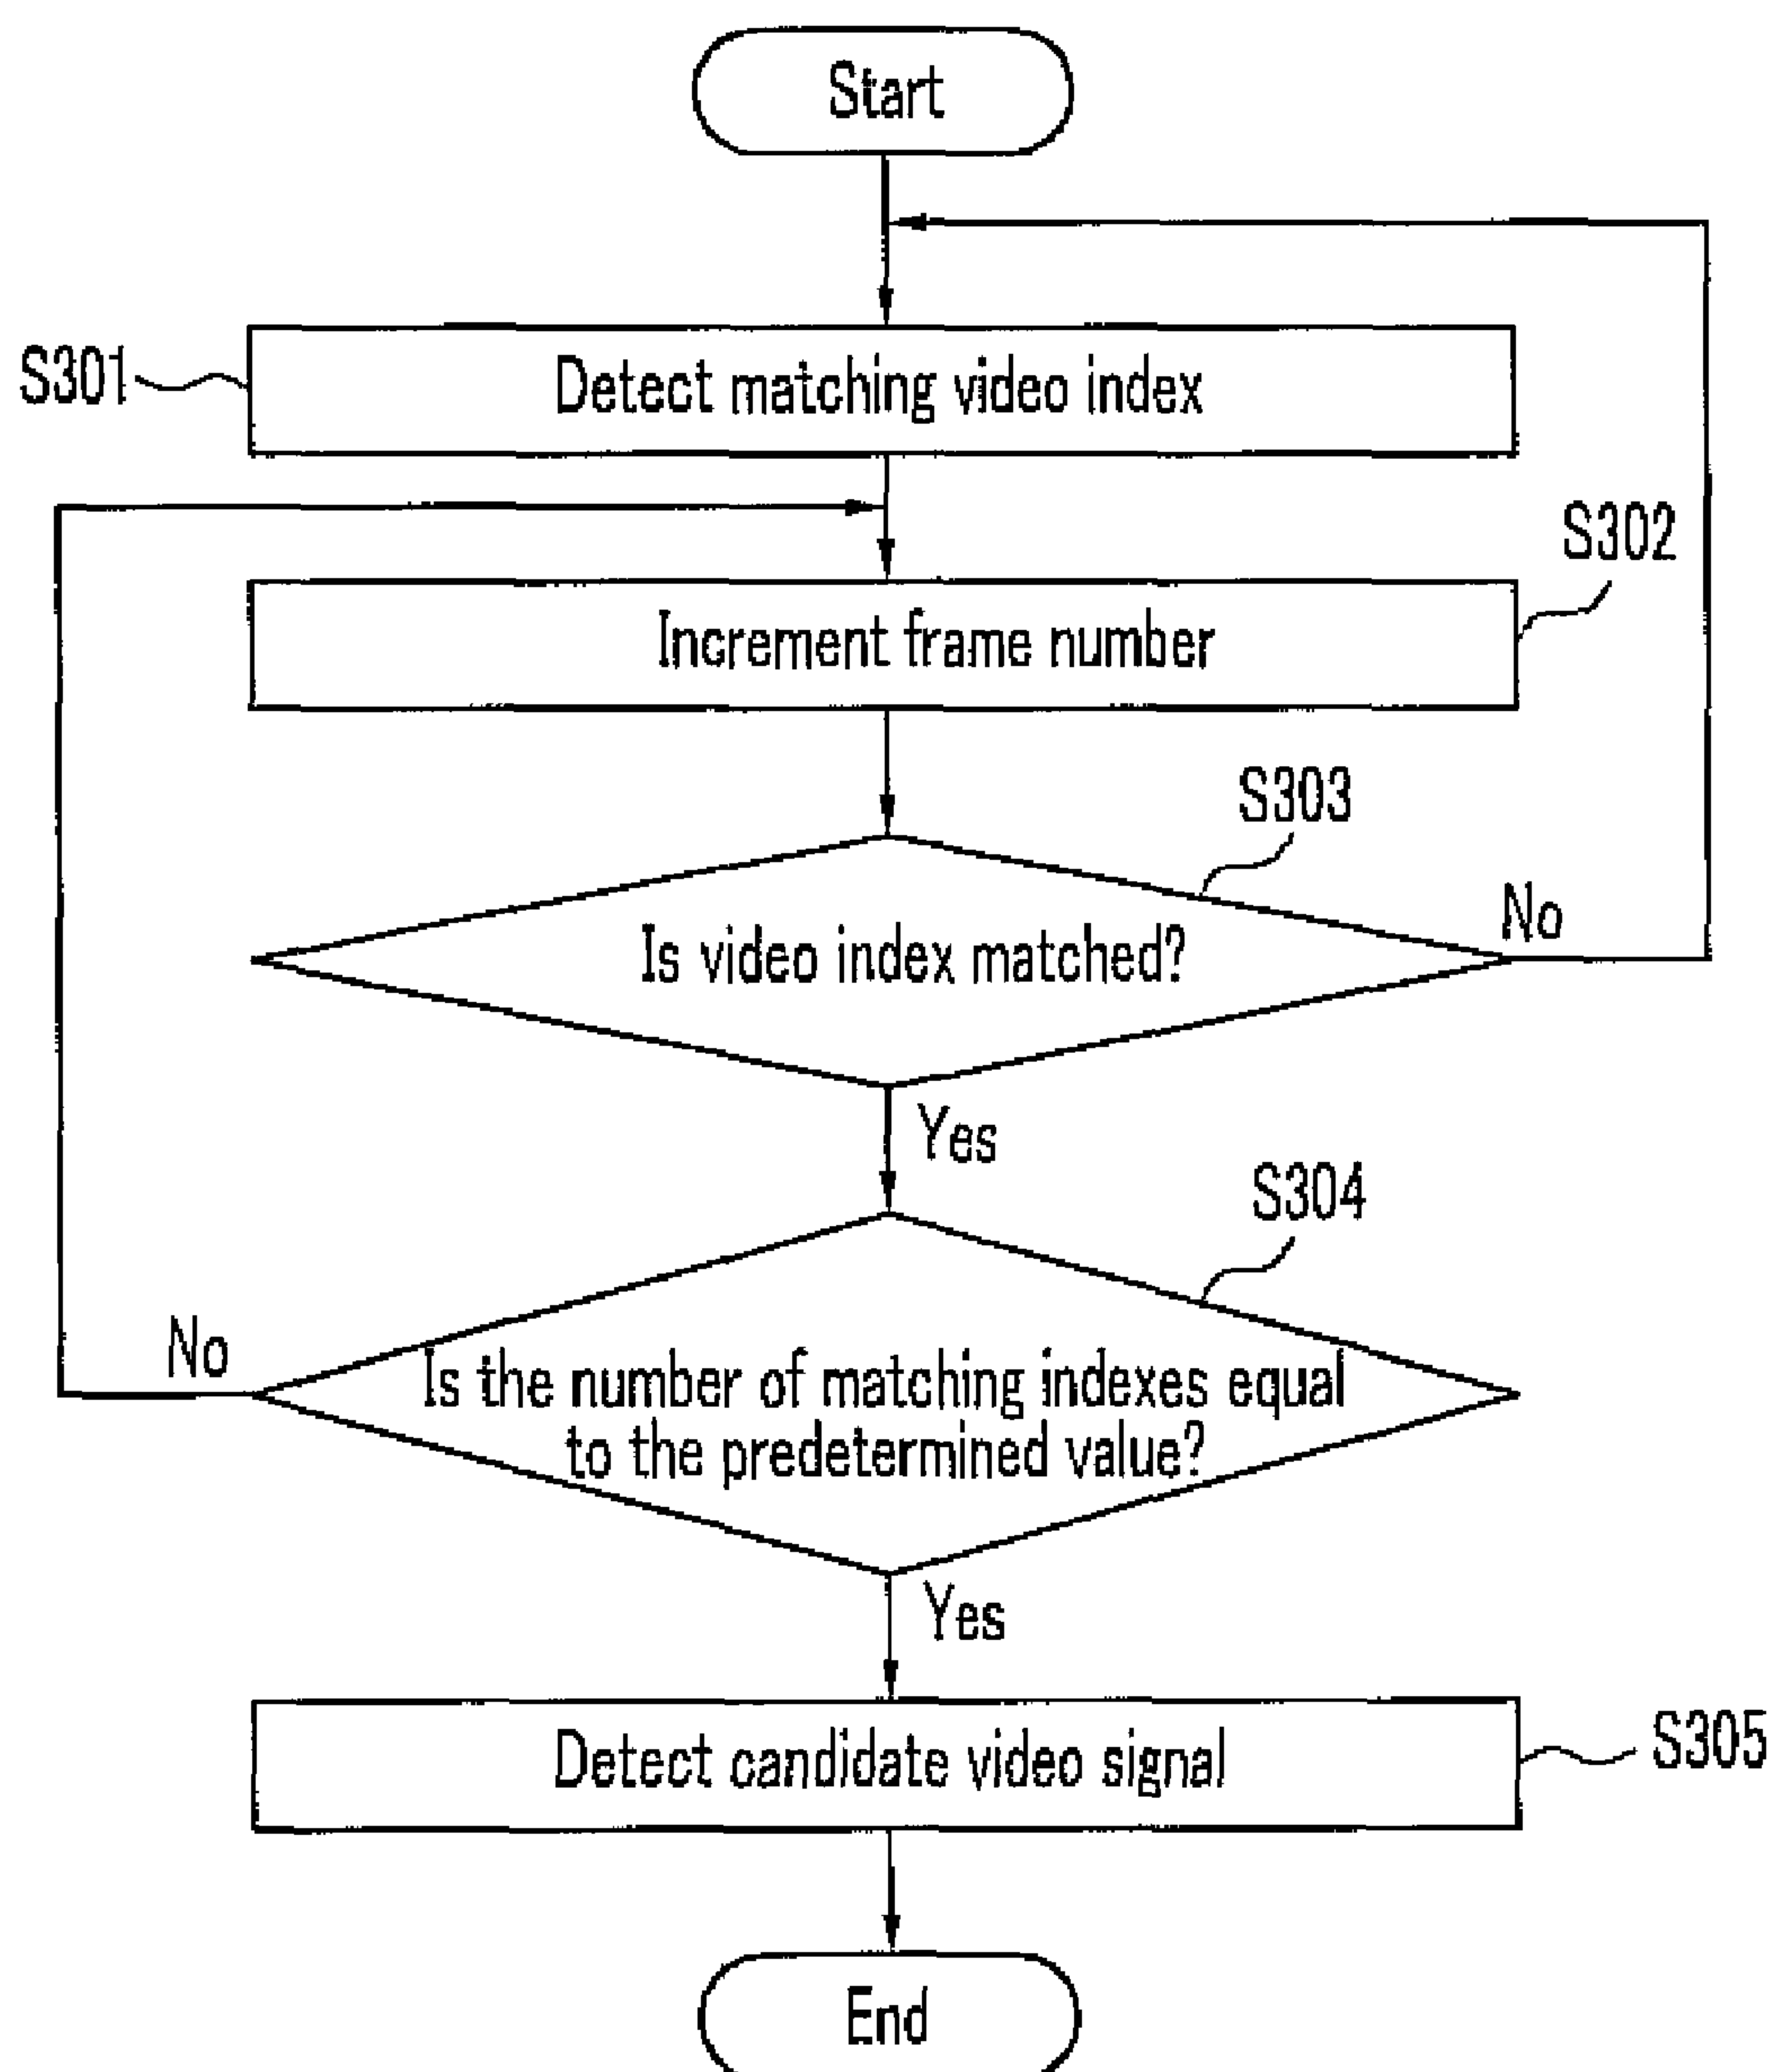 Start
S301
Detect matching video index
S302
Increment frame number
S303
Is video index matched?
No
Yes
S304
No
Is the number of matching indexes equal
to the predetermined value?
Yes
Detect candidate video signal
S305
End